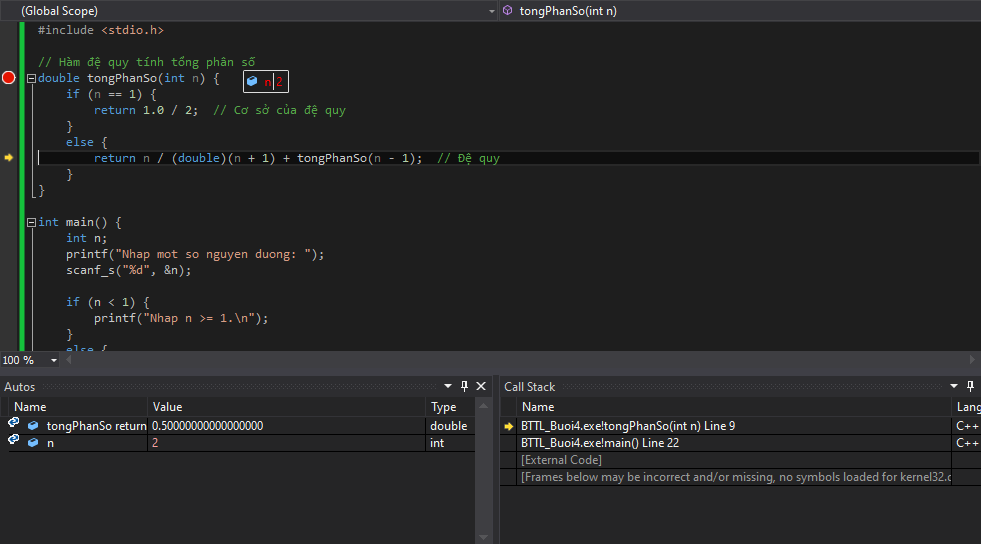 (Global Scope)
tongPhanSo(int n)
#include <stdio.h>
// Hàm đệ quy tính tổng phân số
double tongPhanSo(int n) {
n 2
if (n == 1) {
return 1.0 / 2;  // Cơ sở của đệ quy
}
else {
return n / (double)(n + 1) + tongPhanSo(n - 1);  // Đệ quy
}
}
int main() {
int n;
printf("Nhap mot so nguyen duong: ");
scanf_s("%d", &n);
if (n < 1) {
printf("Nhap n >= 1.\n");
}
else {
100 %
Autos
Name Value Type
tongPhanSo return 0.50000000000000000 double
n 2 int
Call Stack
Name Lang
BTTL_Buoi4.exe!tongPhanSo(int n) Line 9 C++
BTTL_Buoi4.exe!main() Line 22 C++
[External Code]
[Frames below may be incorrect and/or missing, no symbols loaded for kernel32.d